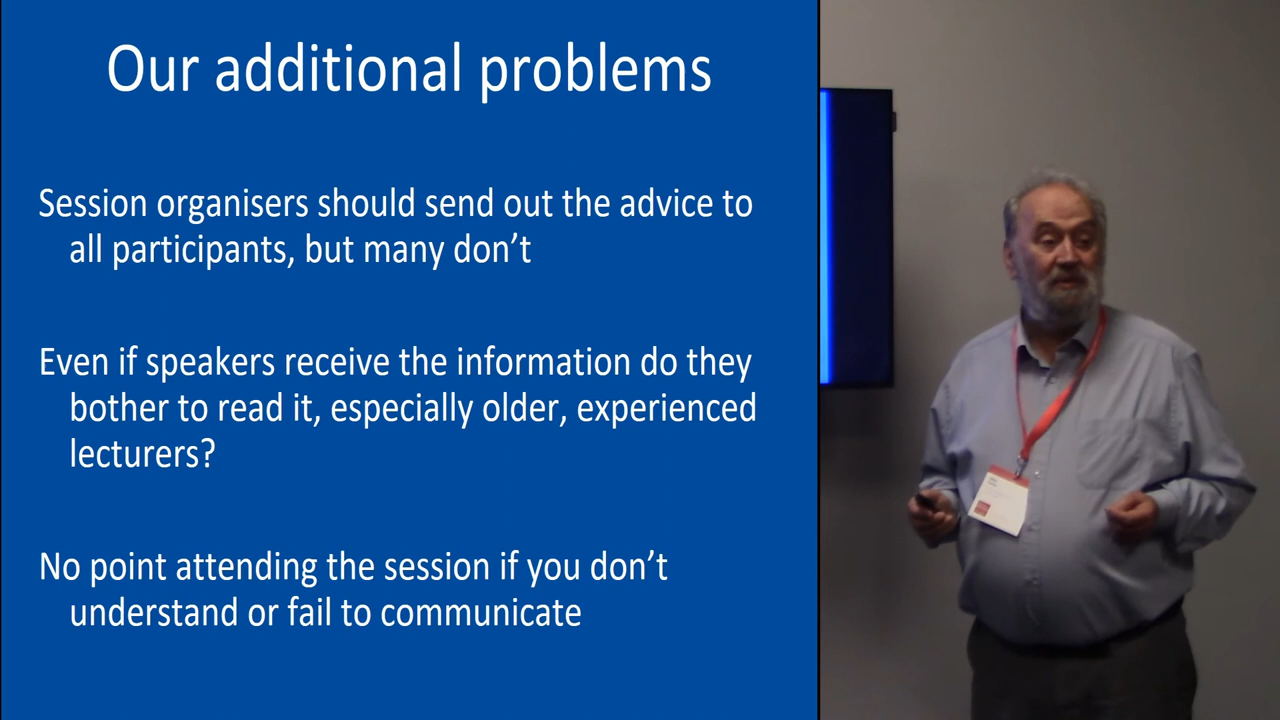 Our additional problems
Session organisers should send out the advice to
all participants, but many don’t
Even if speakers receive the information do they
bother to read it, especially older, experienced
lecturers?
No point attending the session if you don’t
understand or fail to communicate